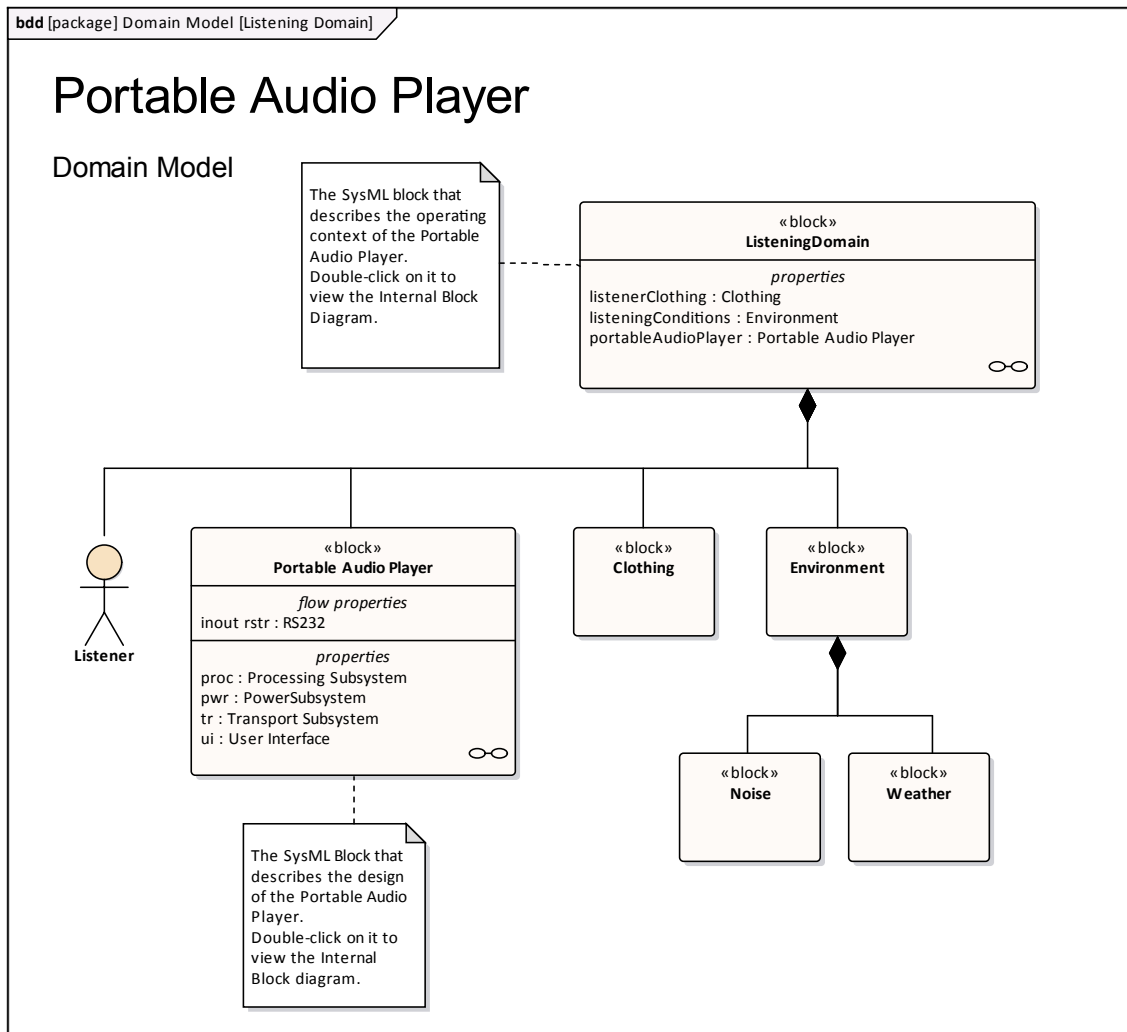 bdd [package] Domain Model [Listening Domain]
Portable Audio Player
Domain Model
The SysML block that
describes the operating
context of the Portable
Audio Player.
Double-click on it to
view the Internal Block
Diagram.
«block»
ListeningDomain
properties
listenerClothing : Clothing
listeningConditions : Environment
portableAudioPlayer : Portable Audio Player
Listener
«block»
Portable Audio Player
flow properties
inout rstr : RS232
properties
proc : Processing Subsystem
pwr : PowerSubsystem
tr : Transport Subsystem
ui : User Interface
«block»
Clothing
«block»
Environment
«block»
Noise
«block»
Weather
The SysML Block that
describes the design
of the Portable Audio
Player.
Double-click on it to
view the Internal
Block diagram.